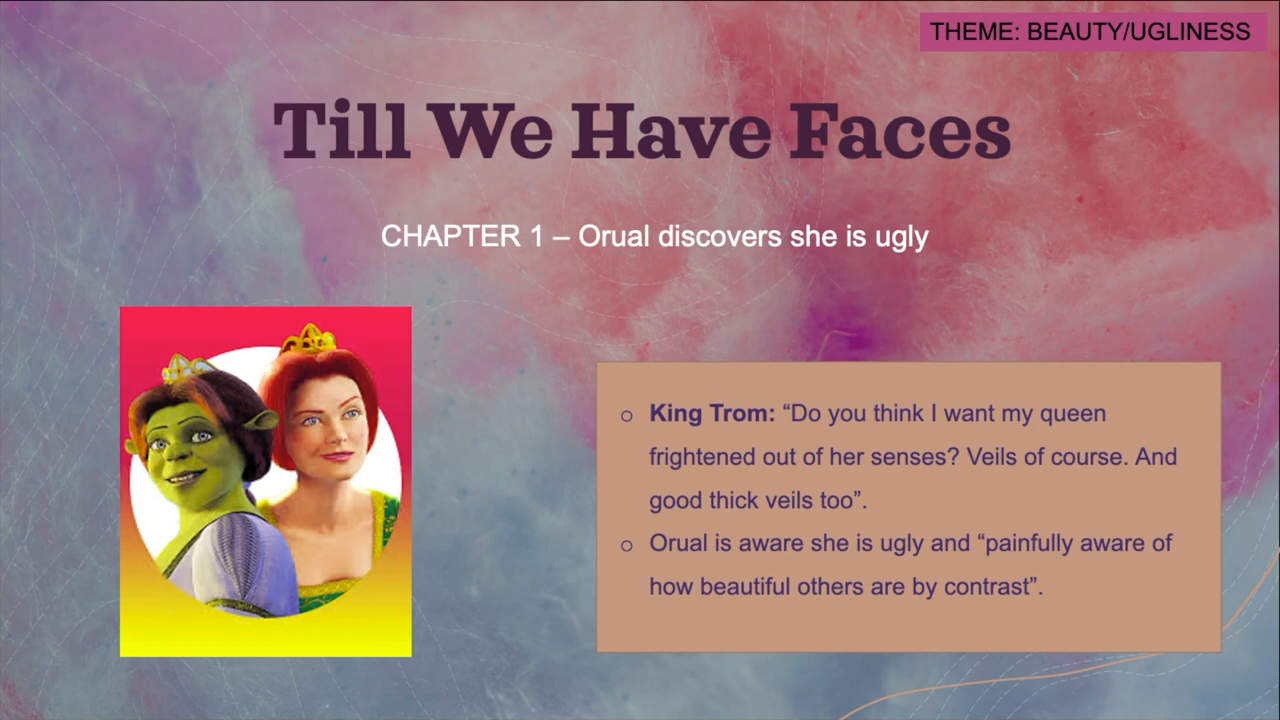 THEME: BEAUTY/UGLINESS
Till We Have Faces
CHAPTER 1 – Orual discovers she is ugly
o King Trom: “Do you think I want my queen
frightened out of her senses? Veils of course. And
good thick veils too”.
o Orual is aware she is ugly and “painfully aware of
how beautiful others are by contrast”.